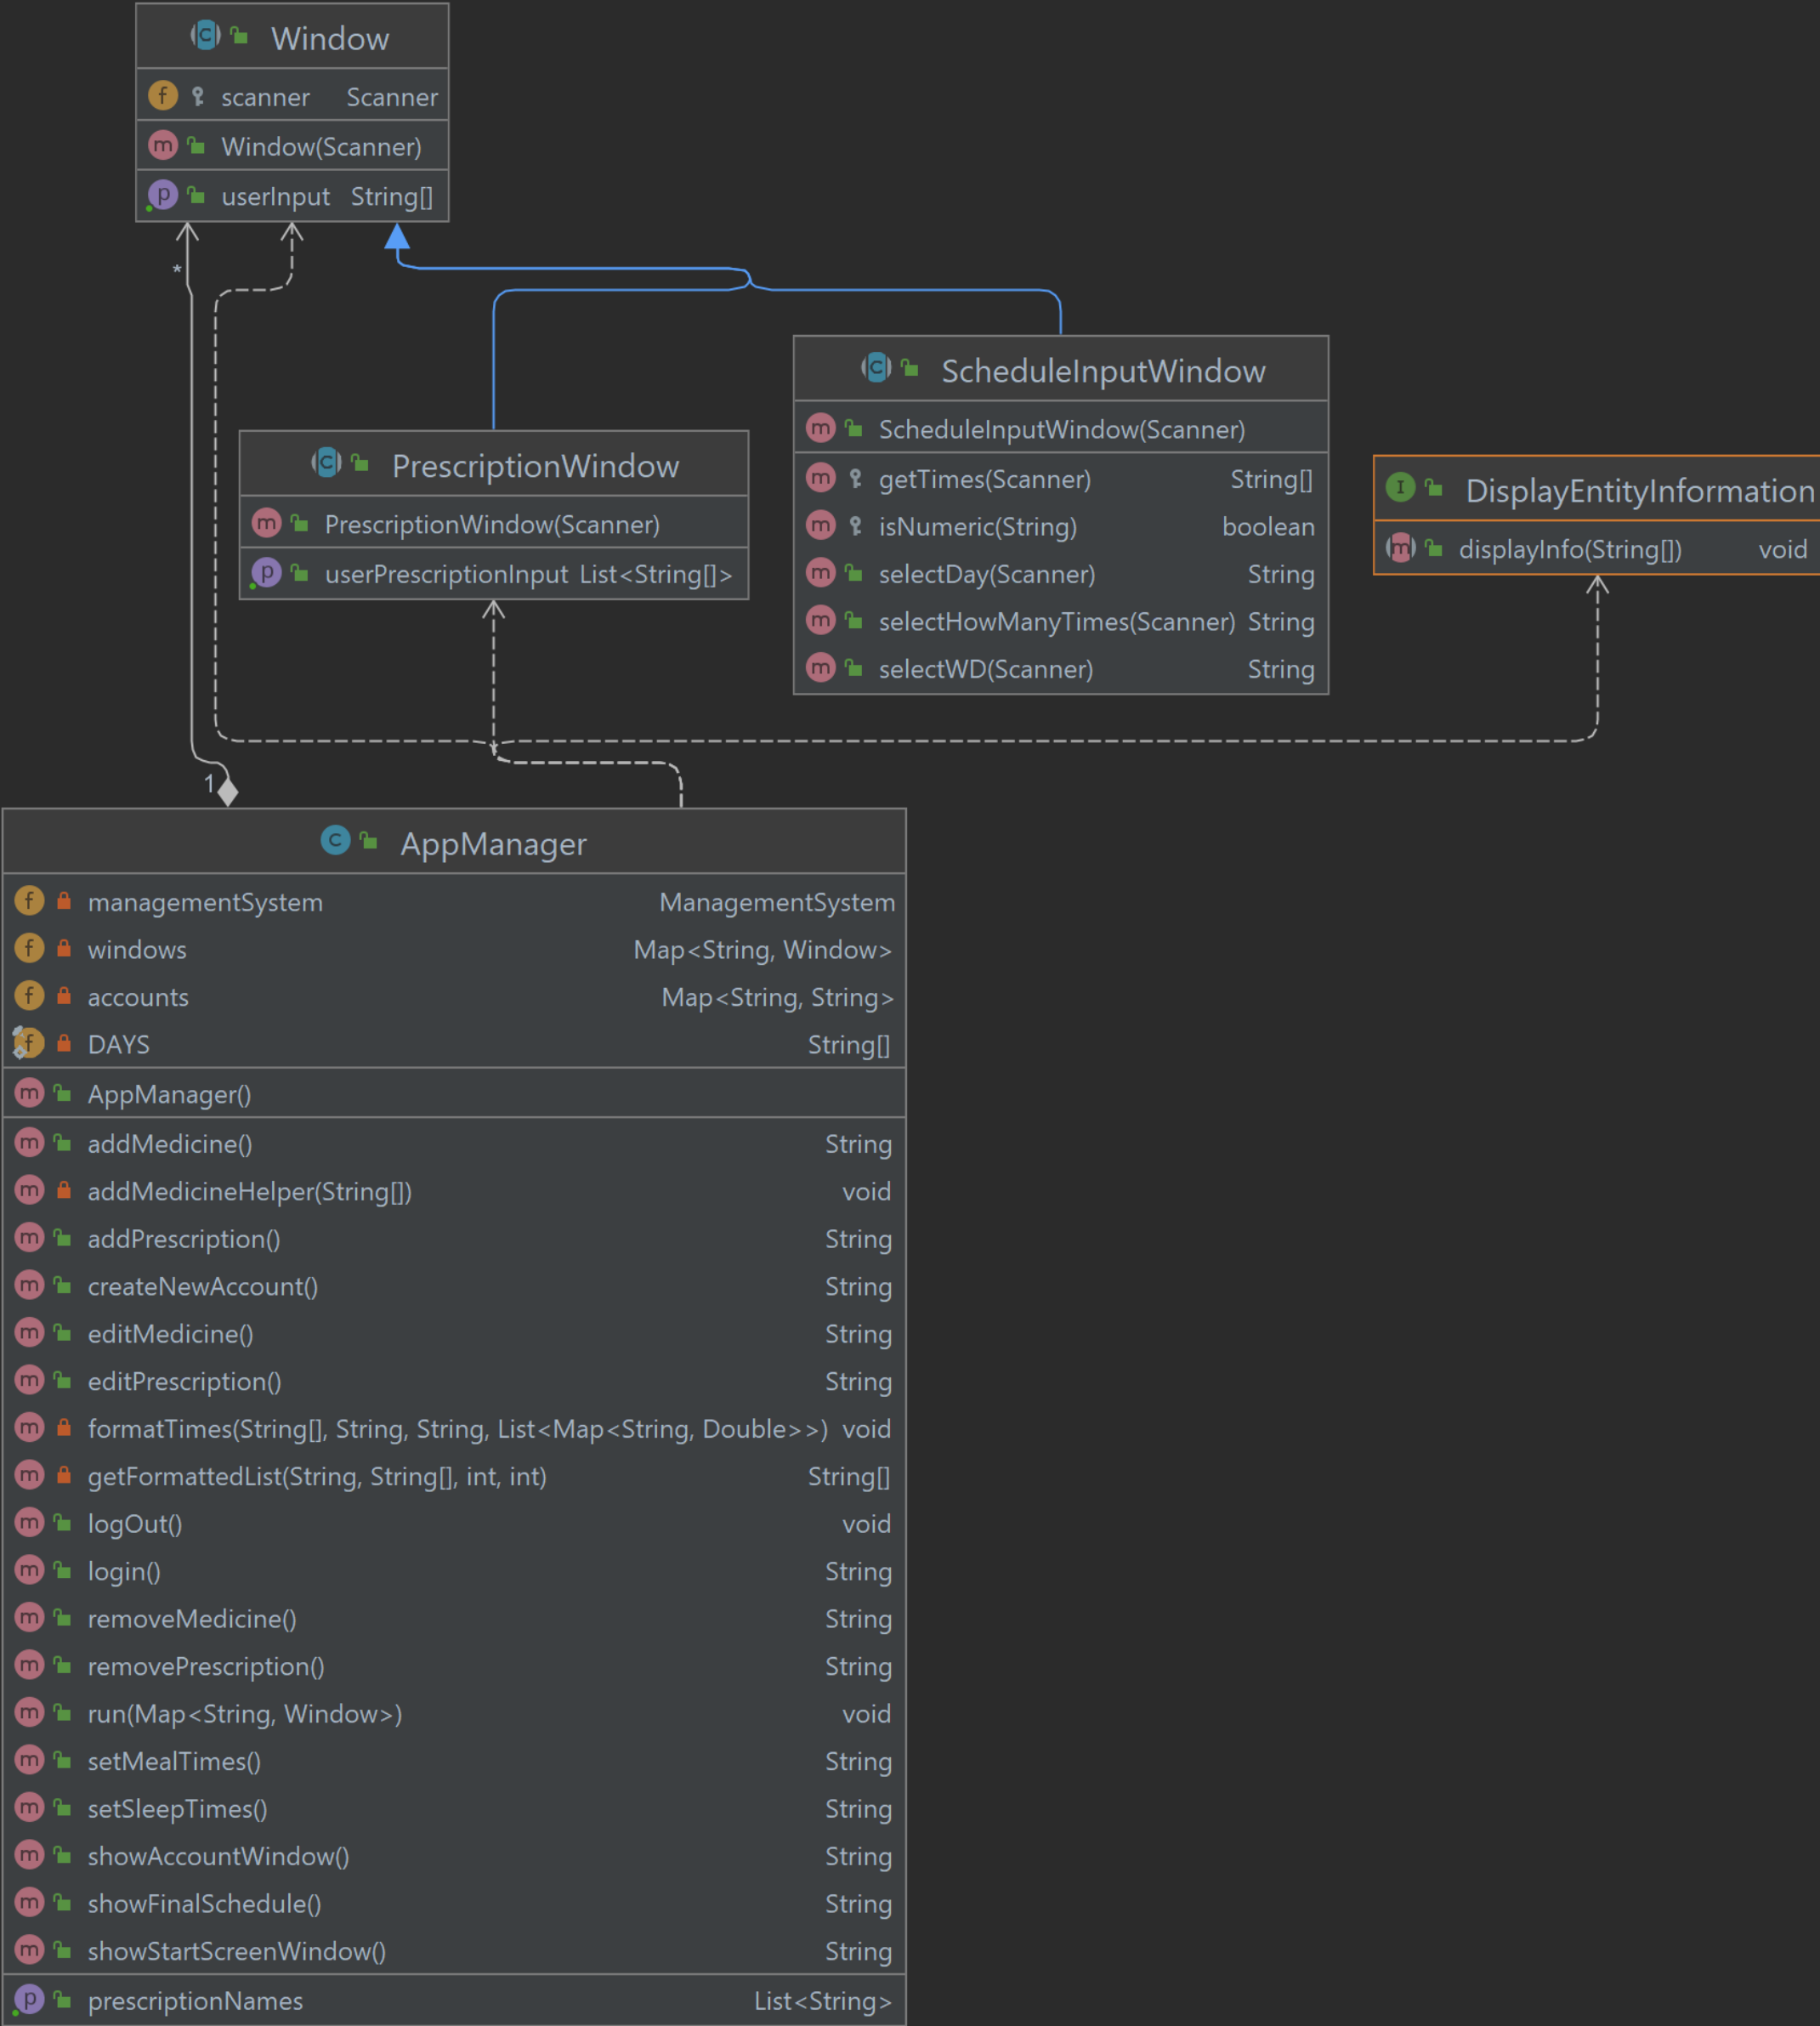 Window
scanner Scanner
Window(Scanner)
userInput String[]
*
ScheduleInputWindow
ScheduleInputWindow(Scanner)
getTimes(Scanner) String[]
isNumeric(String) boolean
selectDay(Scanner) String
selectHowManyTimes(Scanner) String
selectWD(Scanner) String
PrescriptionWindow
PrescriptionWindow(Scanner)
userPrescriptionInput List<String[]>
DisplayEntityInformation
displayInfo(String[]) void
1
AppManager
managementSystem ManagementSystem
windows Map<String, Window>
accounts Map<String, String>
DAYS String[]
AppManager()
addMedicine() String
addMedicineHelper(String[]) void
addPrescription() String
createNewAccount() String
editMedicine() String
editPrescription() String
formatTimes(String[], String, String, List<Map<String, Double>>) void
getFormattedList(String, String[], int, int) String[]
logOut() void
login() String
removeMedicine() String
removePrescription() String
run(Map<String, Window>) void
setMealTimes() String
setSleepTimes() String
showAccountWindow() String
showFinalSchedule() String
showStartScreenWindow() String
prescriptionNames List<String>